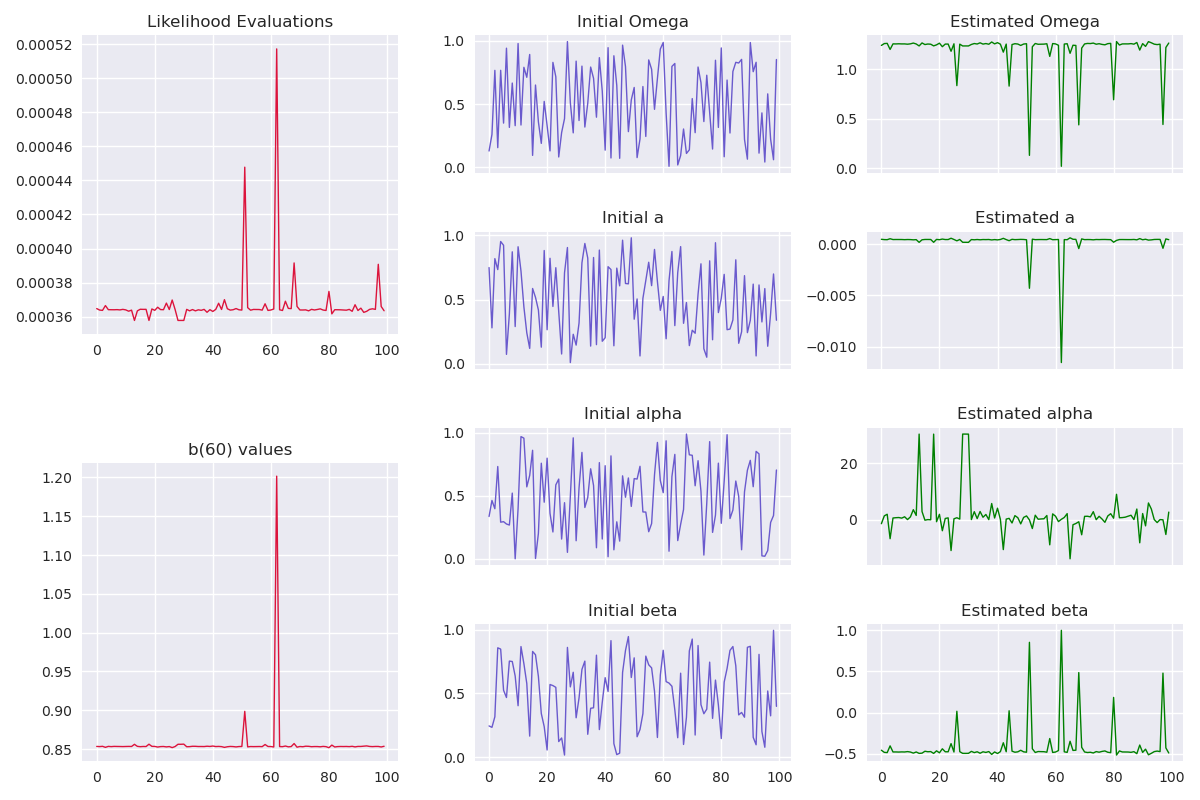 Likelihood Evaluations
0.00052
0.00050
0.00048
0.00046
0.00044
0.00042
0.00040
0.00038
0.00036
0 20 40 60 80 100
b(60) values
1.20
1.15
1.10
1.05
1.00
0.95
0.90
0.85
0 20 40 60 80 100
Initial Omega
1.0
0.5
0.0
Initial a
1.0
0.5
0.0
Initial alpha
1.0
0.5
0.0
Initial beta
1.0
0.5
0.0
0 20 40 60 80 100
Estimated Omega
1.0
0.5
0.0
Estimated a
0.000
−0.005
−0.010
Estimated alpha
20
0
Estimated beta
1.0
0.5
0.0
−0.5
0 20 40 60 80 100